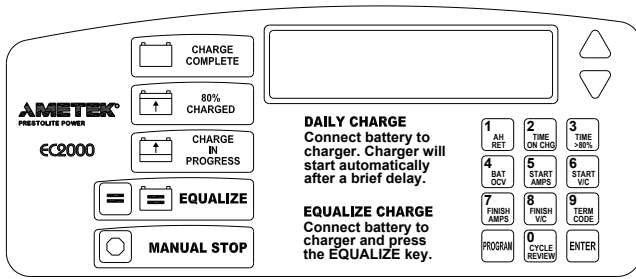 CHARGE
COMPLETE
80%
CHARGED
AMETEK®
PRESTOLITE POWER
EC2000
CHARGE
IN
PROGRESS
EQUALIZE
MANUAL STOP
DAILY CHARGE
Connect battery to
charger. Charger will
start automatically
after a brief delay.
EQUALIZE CHARGE
Connect battery to
charger and press
the EQUALIZE key.
1
AH
RET
2
TIME
ON CHG
3
TIME
>80%
4
BAT
OCV
5
START
AMPS
6
START
V/C
7
FINISH
AMPS
8
FINISH
V/C
9
TERM
CODE
PROGRAM
0
CYCLE
REVIEW
ENTER